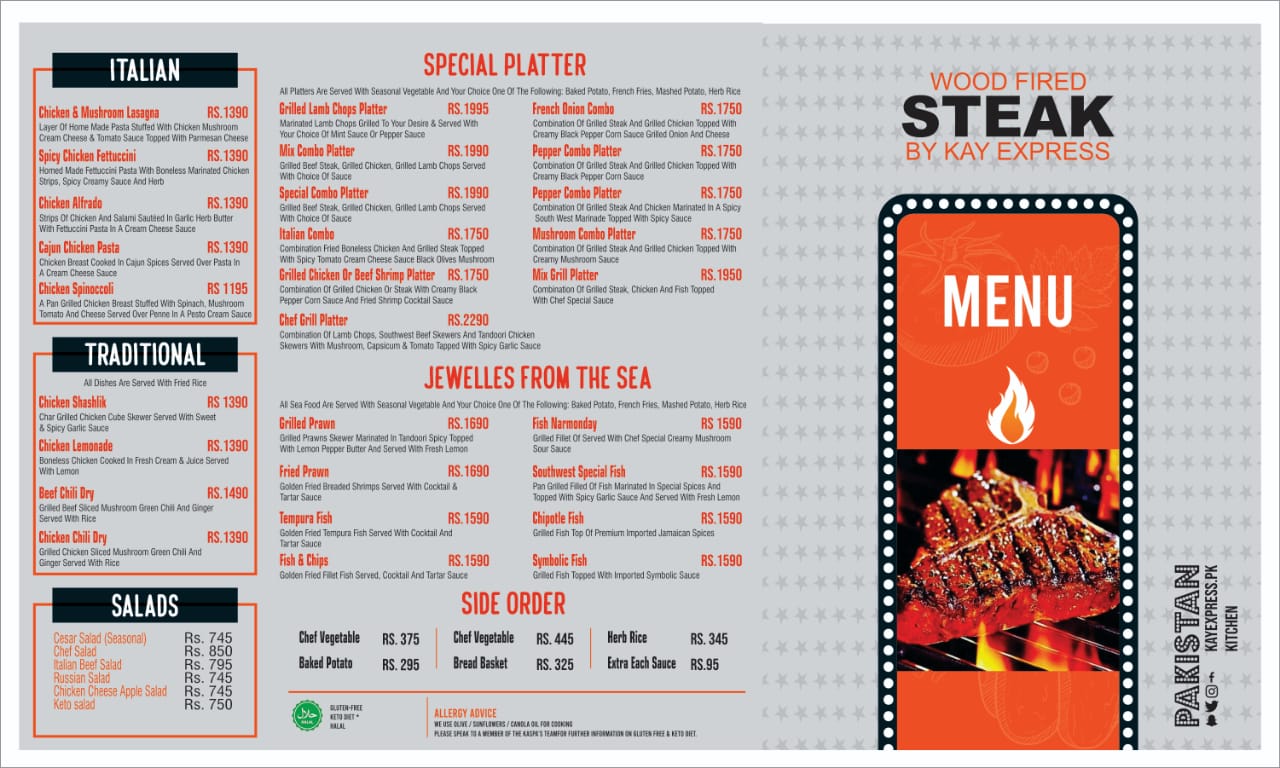 ITALIAN
Chicken & Mushroom Lasagna RS.1390
Layer Of Home Made Pasta Stuffed With Chicken Mushroom
Cream Cheese & Tomato Sauce Topped With Parmesan Cheese
Spicy Chicken Fettuccini RS.1390
Homed Made Fettuccini Pasta With Boneless Marinated Chicken
Strips, Spicy Creamy Sauce And Herb
Chicken Alfrado RS.1390
Strips Of Chicken And Salami Sautéed In Garlic Herb Butter
With Fettuccini Pasta In A Cream Cheese Sauce
Cajun Chicken Pasta RS.1390
Chicken Breast Cooked In Cajun Spices Served Over Pasta In
A Cream Cheese Sauce
Chicken Spinoccoli RS 1195
A Pan Grilled Chicken Breast Stuffed With Spinach, Mushroom
Tomato And Cheese Served Over Penne In A Pesto Cream Sauce
TRADITIONAL
All Dishes Are Served With Fried Rice
Chicken Shashlik RS 1390
Char Grilled Chicken Cube Skewer Served With Sweet
& Spicy Garlic Sauce
Chicken Lemonade RS.1390
Boneless Chicken Cooked In Fresh Cream & Juice Served
With Lemon
Beef Chili Dry RS.1490
Grilled Beef Sliced Mushroom Green Chili And Ginger
Served With Rice
Chicken Chili Dry RS.1390
Grilled Chicken Sliced Mushroom Green Chili And
Ginger Served With Rice
SALADS
Cesar Salad (Seasonal) Rs. 745
Chef Salad Rs. 850
Italian Beef Salad Rs. 795
Russian Salad Rs. 745
Chicken Cheese Apple Salad Rs. 745
Keto salad Rs. 750
SPECIAL PLATTER
All Platters Are Served With Seasonal Vegetable And Your Choice One Of The Following: Baked Potato, French Fries, Mashed Potato, Herb Rice
Grilled Lamb Chops Platter RS.1995
Marinated Lamb Chops Grilled To Your Desire & Served With
Your Choice Of Mint Sauce Or Pepper Sauce
Mix Combo Platter RS.1990
Grilled Beef Steak, Grilled Chicken, Grilled Lamb Chops Served
With Choice Of Sauce
Special Combo Platter RS.1990
Grilled Beef Steak, Grilled Chicken, Grilled Lamb Chops Served
With Choice Of Sauce
Italian Combo RS.1750
Combination Fried Boneless Chicken And Grilled Steak Topped
With Spicy Tomato Cream Cheese Sauce Black Olives Mushroom
Grilled Chicken Or Beef Shrimp Platter RS.1750
Combination Of Grilled Chicken Or Steak With Creamy Black
Pepper Corn Sauce And Fried Shrimp Cocktail Sauce
Chef Grill Platter RS.2290
Combination Of Lamb Chops, Southwest Beef Skewers And Tandoori Chicken
Skewers With Mushroom, Capsicum & Tomato Tapped With Spicy Garlic Sauce
French Onion Combo RS.1750
Combination Of Grilled Steak And Grilled Chicken Topped With
Creamy Black Pepper Corn Sauce Grilled Onion And Cheese
Pepper Combo Platter RS.1750
Combination Of Grilled Steak And Grilled Chicken Topped With
Creamy Black Pepper Corn Sauce
Pepper Combo Platter RS.1750
Combination Of Grilled Steak And Chicken Marinated In A Spicy
South West Marinade Topped With Spicy Sauce
Mushroom Combo Platter RS.1750
Combination Of Grilled Steak And Grilled Chicken Topped With
Creamy Mushroom Sauce
Mix Grill Platter RS.1950
Combination Of Grilled Steak, Chicken And Fish Topped
With Chef Special Sauce
JEWELLES FROM THE SEA
All Sea Food Are Served With Seasonal Vegetable And Your Choice One Of The Following: Baked Potato, French Fries, Mashed Potato, Herb Rice
Grilled Prawn RS.1690
Grilled Prawns Skewer Marinated In Tandoori Spicy Topped
With Lemon Pepper Butter And Served With Fresh Lemon
Fried Prawn RS.1690
Golden Fried Breaded Shrimps Served With Cocktail &
Tartar Sauce
Tempura Fish RS.1590
Golden Fried Tempura Fish Served With Cocktail And
Tartar Sauce
Fish & Chips RS.1590
Golden Fried Fillet Fish Served, Cocktail And Tartar Sauce
Fish Narmonday RS 1590
Grilled Fillet Of Served With Chef Special Creamy Mushroom
Sour Sauce
Southwest Special Fish RS.1590
Pan Grilled Filled Of Fish Marinated In Special Spices And
Topped With Spicy Garlic Sauce And Served With Fresh Lemon
Chipotle Fish RS.1590
Grilled Fish Top Of Premium Imported Jamaican Spices
Symbolic Fish RS.1590
Grilled Fish Topped With Imported Symbolic Sauce
SIDE ORDER
Chef Vegetable RS. 375 Chef Vegetable RS. 445 Herb Rice RS. 345
Baked Potato RS. 295 Bread Basket RS. 325 Extra Each Sauce RS.95
حلال
GLUTEN-FREE
KETO DIET *
HALAL
ALLERGY ADVICE
WE USE OLIVE / SUNFLOWERS / CANOLA OIL FOR COOKING
PLEASE SPEAK TO A MEMBER OF THE KASPA'S TEAMFOR FURTHER INFORMATION ON GLUTEN FREE & KETO DIET.
WOOD FIRED
STEAK
BY KAY EXPRESS
MENU
PAKISTAN
KAYEXPRESS.PK
KITCHEN